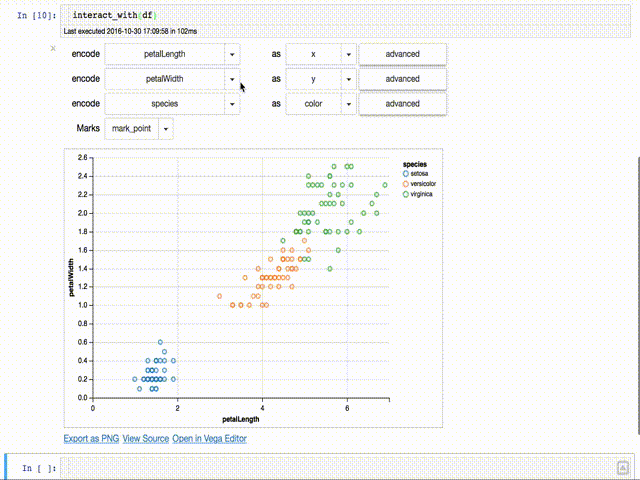 In [10]: interact_with(df)
Last executed 2016-10-30 17:09:58 in 102ms
x
encode petalLength as x advanced
encode petalWidth as y advanced
encode species as color advanced
Marks mark_point
2.6
2.4
2.2
2.0
1.8
1.6
1.4
1.2
1.0
0.8
0.6
0.4
0.2
0.0
petalWidth
0 2 4 6
petalLength
species
setosa
versicolor
virginica
Export as PNG View Source Open in Vega Editor
In [ ]: